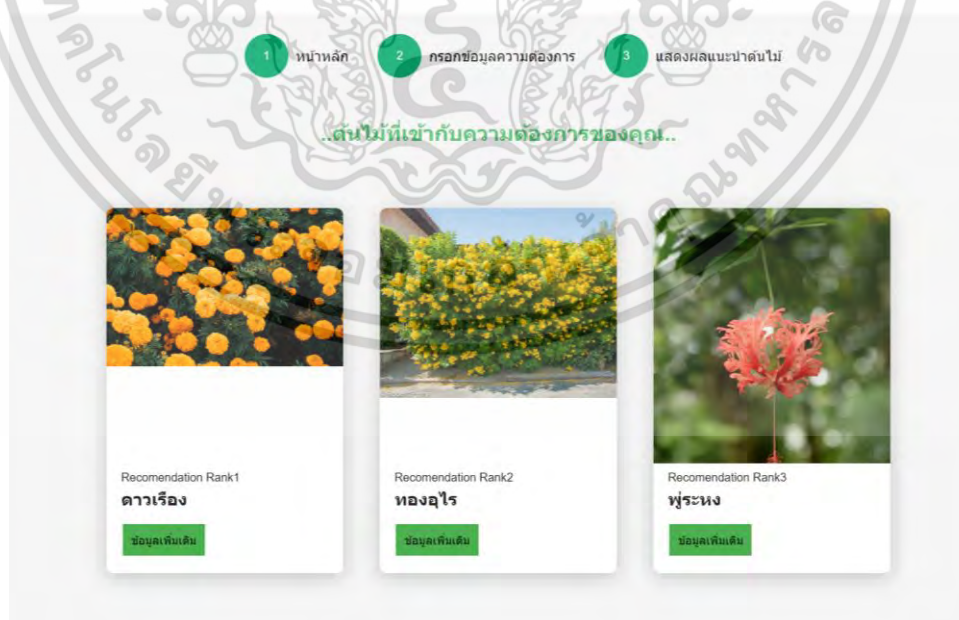 1 หน้าหลัก 2 กรอกข้อมูลความต้องการ 3 แสดงผลแนะนำต้นไม้
..ต้นไม้ที่เข้ากับความต้องการของคุณ..
Recomendation Rank1
ดาวเรือง
ข้อมูลเพิ่มเติม
Recomendation Rank2
ทองอุไร
ข้อมูลเพิ่มเติม
Recomendation Rank3
พู่ระหง
ข้อมูลเพิ่มเติม